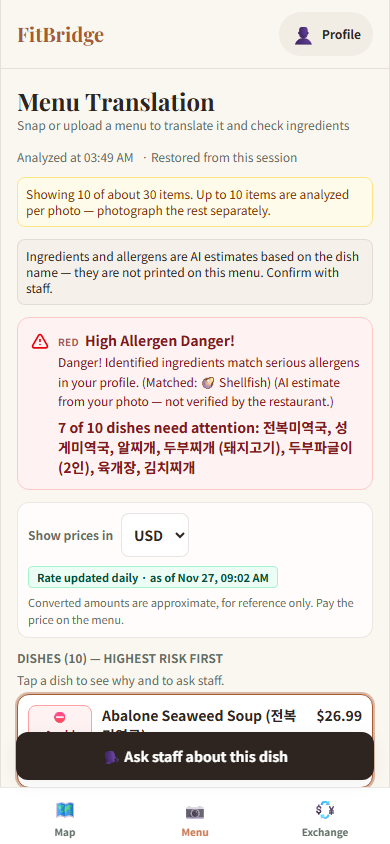 FitBridge
Profile
Menu Translation
Snap or upload a menu to translate it and check ingredients
Analyzed at 03:49 AM · Restored from this session
Showing 10 of about 30 items. Up to 10 items are analyzed
per photo — photograph the rest separately.
Ingredients and allergens are AI estimates based on the dish
name — they are not printed on this menu. Confirm with
staff.
RED High Allergen Danger!
Danger! Identified ingredients match serious allergens
in your profile. (Matched: Shellfish) (AI estimate
from your photo — not verified by the restaurant.)
7 of 10 dishes need attention: 전복미역국, 성
게미역국, 알찌개, 두부찌개 (돼지고기), 두부파글이
(2인), 육개장, 김치찌개
Show prices in USD
Rate updated daily · as of Nov 27, 09:02 AM
Converted amounts are approximate, for reference only. Pay the
price on the menu.
DISHES (10) — HIGHEST RISK FIRST
Tap a dish to see why and to ask staff.
Abalone Seaweed Soup (전복 $26.99
Ask staff about this dish
Map
Menu
Exchange